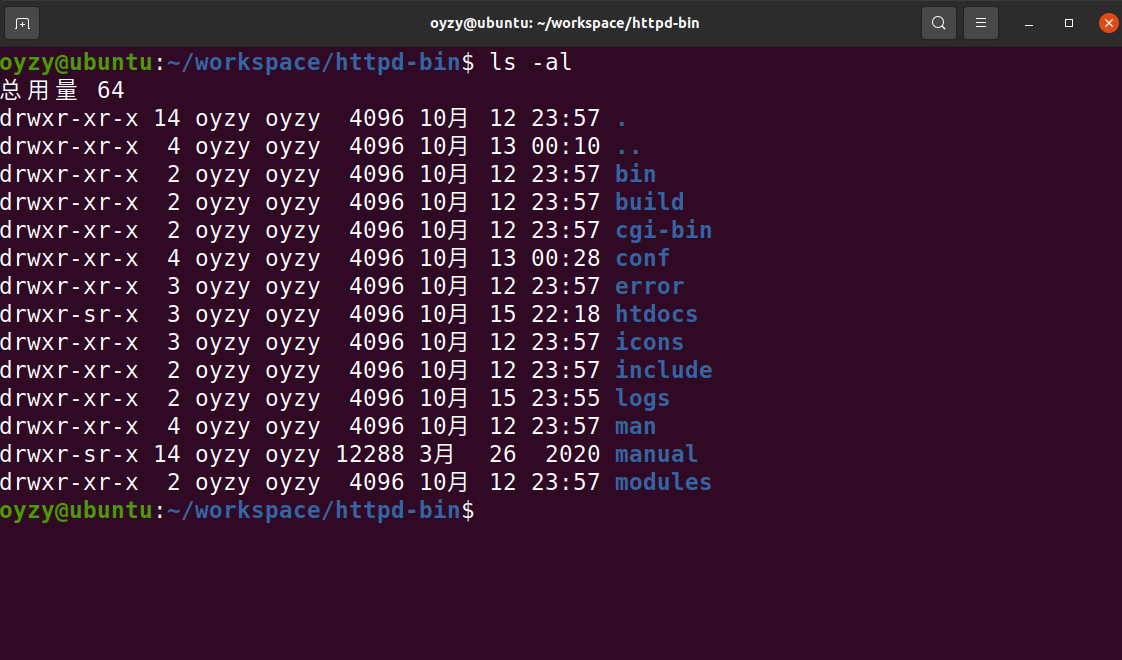 oyzy@ubuntu: ~/workspace/httpd-bin
oyzy@ubuntu:~/workspace/httpd-bin$ ls -al
总用量 64
drwxr-xr-x 14 oyzy oyzy  4096 10月 12 23:57 .
drwxr-xr-x  4 oyzy oyzy  4096 10月 13 00:10 ..
drwxr-xr-x  2 oyzy oyzy  4096 10月 12 23:57 bin
drwxr-xr-x  2 oyzy oyzy  4096 10月 12 23:57 build
drwxr-xr-x  2 oyzy oyzy  4096 10月 12 23:57 cgi-bin
drwxr-xr-x  4 oyzy oyzy  4096 10月 13 00:28 conf
drwxr-xr-x  3 oyzy oyzy  4096 10月 12 23:57 error
drwxr-sr-x  3 oyzy oyzy  4096 10月 15 22:18 htdocs
drwxr-xr-x  3 oyzy oyzy  4096 10月 12 23:57 icons
drwxr-xr-x  2 oyzy oyzy  4096 10月 12 23:57 include
drwxr-xr-x  2 oyzy oyzy  4096 10月 15 23:55 logs
drwxr-xr-x  4 oyzy oyzy  4096 10月 12 23:57 man
drwxr-sr-x 14 oyzy oyzy 12288 3月  26  2020 manual
drwxr-xr-x  2 oyzy oyzy  4096 10月 12 23:57 modules
oyzy@ubuntu:~/workspace/httpd-bin$